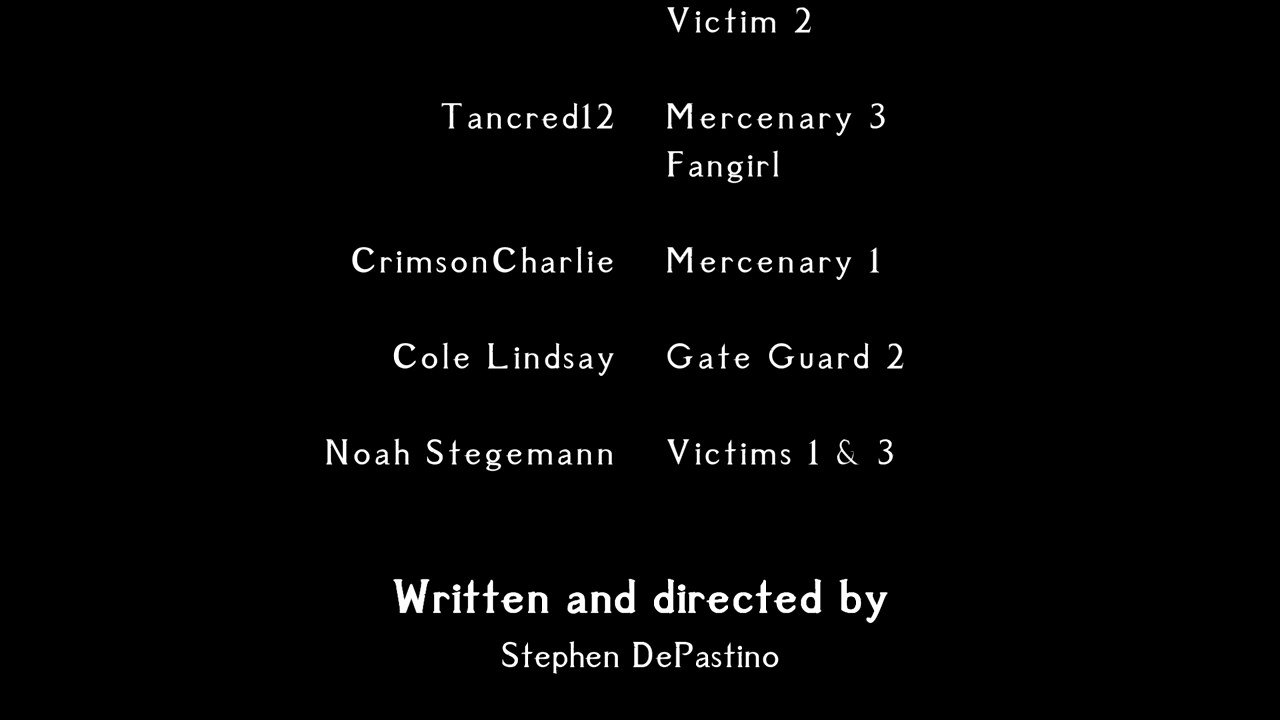 Victim 2
Tancred12 Mercenary 3
Fangirl
CrimsonCharlie Mercenary 1
Cole Lindsay Gate Guard 2
Noah Stegemann Victims 1 & 3
Written and directed by
Stephen DePastino